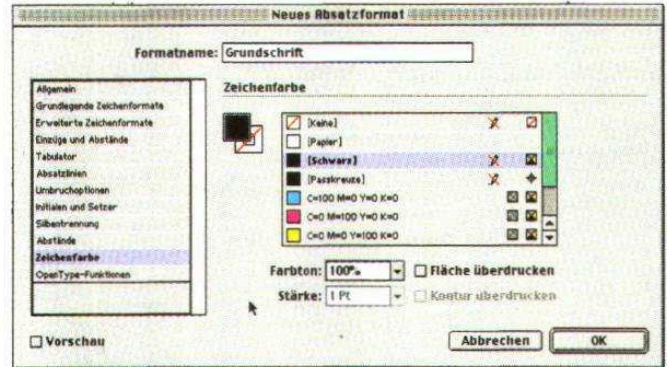 Neues Absatzformat
Formatname: Grundschrift
Allgemein
Grundlegende Zeichenformate
Erweiterte Zeichenformate
Einzüge und Abstände
Tabulator
Absatzlinien
Umbruchoptionen
Initialen und Setzer
Silbentrennung
Abstände
Zeichenfarbe
OpenType-Funktionen
Zeichenfarbe
[Keine]
[Papier]
[Schwarz]
[Passkreuze]
C=100 M=0 Y=0 K=0
C=0 M=100 Y=0 K=0
C=0 M=0 Y=100 K=0
Farbton: 100% Fläche überdrucken
Stärke: 1 Pt Kontur überdrucken
Vorschau
Abbrechen OK